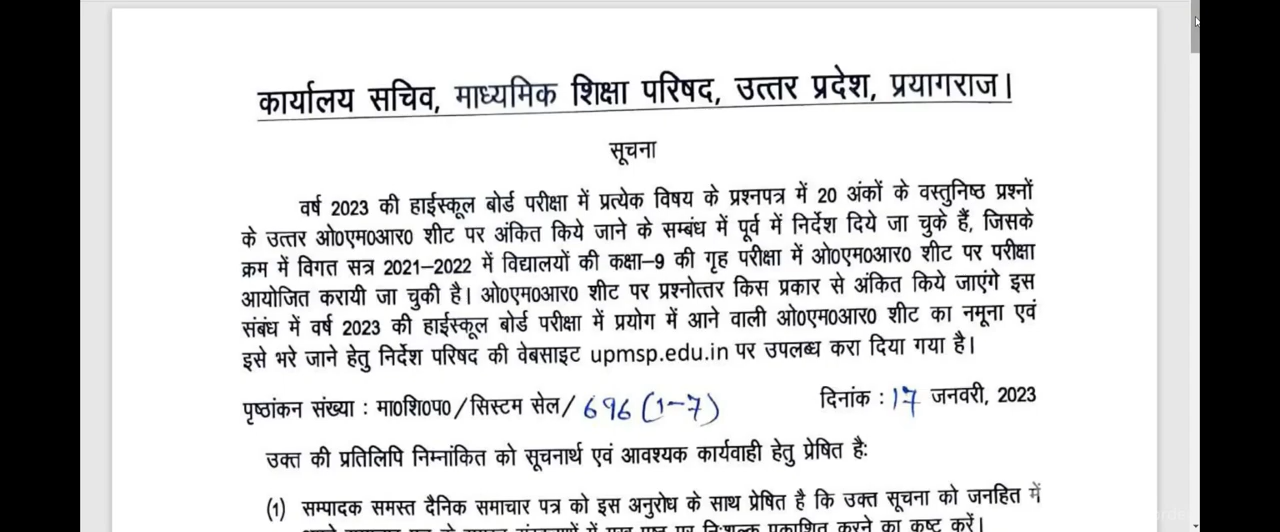 कार्यालय सचिव, माध्यमिक शिक्षा परिषद, उत्तर प्रदेश, प्रयागराज।
सूचना
वर्ष 2023 की हाईस्कूल बोर्ड परीक्षा में प्रत्येक विषय के प्रश्नपत्र में 20 अंकों के वस्तुनिष्ठ प्रश्नों
के उत्तर ओ0एम0आर0 शीट पर अंकित किये जाने के सम्बंध में पूर्व में निर्देश दिये जा चुके हैं, जिसके
क्रम में विगत सत्र 2021–2022 में विद्यालयों की कक्षा–9 की गृह परीक्षा में ओ0एम0आर0 शीट पर परीक्षा
आयोजित करायी जा चुकी है। ओ0एम0आर0 शीट पर प्रश्नोत्तर किस प्रकार से अंकित किये जाएंगे इस
संबंध में वर्ष 2023 की हाईस्कूल बोर्ड परीक्षा में प्रयोग में आने वाली ओ0एम0आर0 शीट का नमूना एवं
इसे भरे जाने हेतु निर्देश परिषद की वेबसाइट upmsp.edu.in पर उपलब्ध करा दिया गया है।
पृष्ठांकन संख्या : मा0शि0प0/सिस्टम सेल/ 696 (1-7) दिनांक : 17 जनवरी, 2023
उक्त की प्रतिलिपि निम्नांकित को सूचनार्थ एवं आवश्यक कार्यवाही हेतु प्रेषित है:
(1) सम्पादक समस्त दैनिक समाचार पत्र को इस अनुरोध के साथ प्रेषित है कि उक्त सूचना को जनहित में
पर निःशुल्क प्रकाशित करने का कष्ट करें।